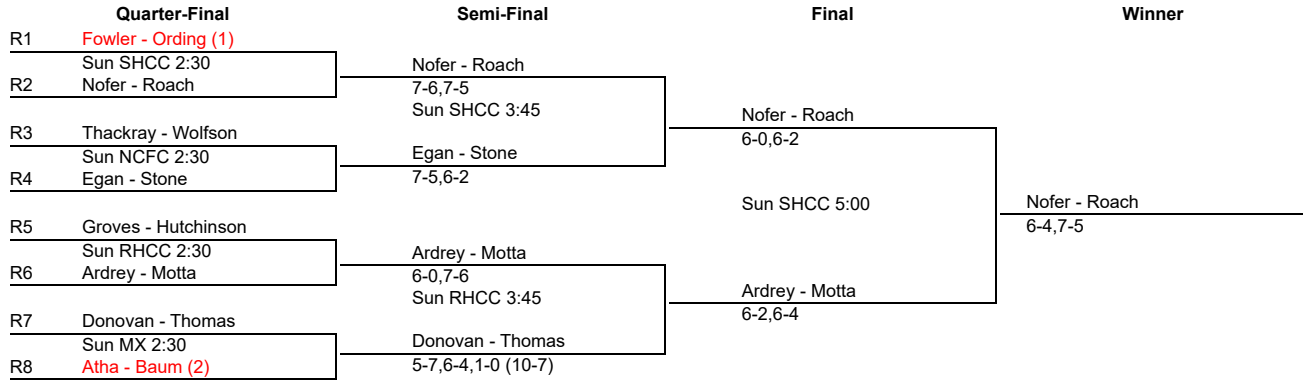 Quarter-Final Semi-Final Final Winner
R1 Fowler - Ording (1)
Sun SHCC 2:30
R2 Nofer - Roach
Nofer - Roach
7-6,7-5
Sun SHCC 3:45
R3 Thackray - Wolfson
Sun NCFC 2:30
R4 Egan - Stone
Egan - Stone
7-5,6-2
Nofer - Roach
6-0,6-2
Sun SHCC 5:00
R5 Groves - Hutchinson
Sun RHCC 2:30
R6 Ardrey - Motta
Ardrey - Motta
6-0,7-6
Sun RHCC 3:45
R7 Donovan - Thomas
Sun MX 2:30
R8 Atha - Baum (2)
Donovan - Thomas
5-7,6-4,1-0 (10-7)
Ardrey - Motta
6-2,6-4
Nofer - Roach
6-4,7-5